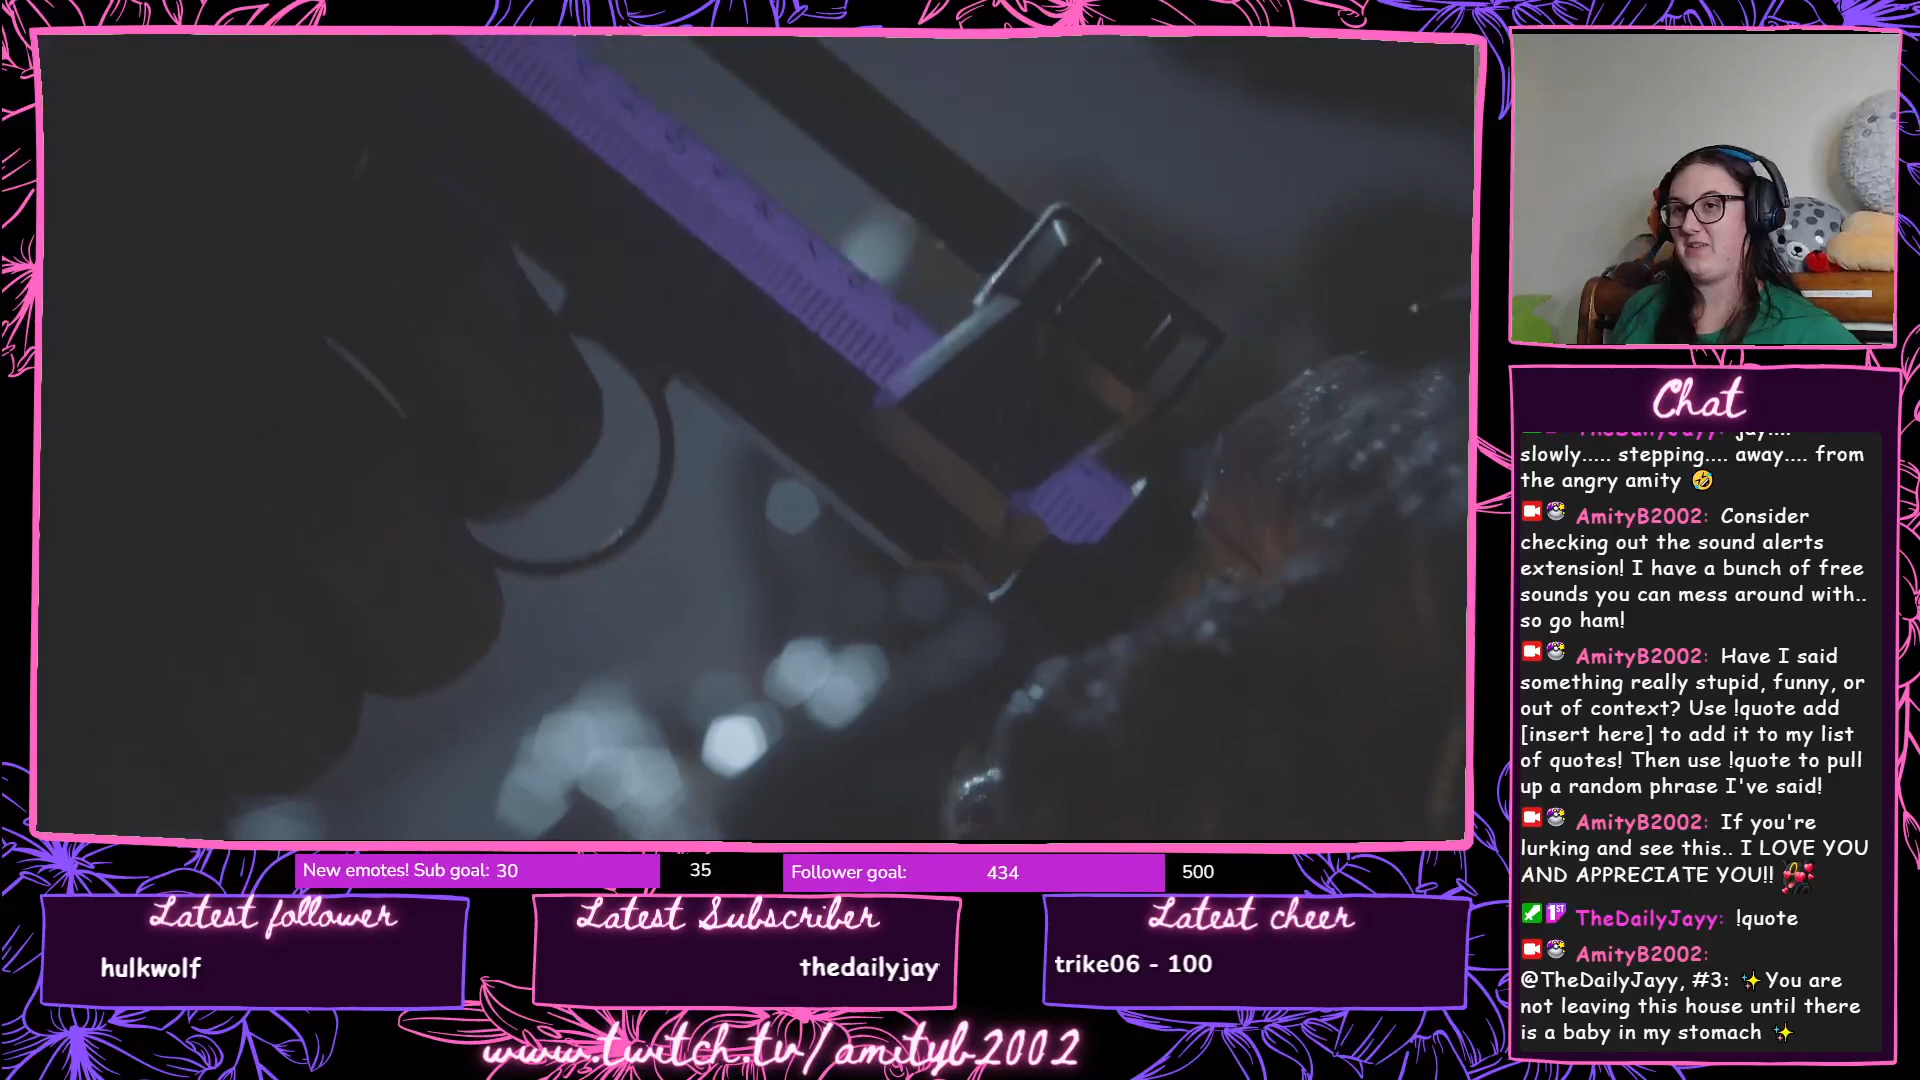 Chat
TheDailyJayy: jay....
slowly..... stepping.... away.... from
the angry amity 🤣
AmityB2002: Consider
checking out the sound alerts
extension! I have a bunch of free
sounds you can mess around with..
so go ham!
AmityB2002: Have I said
something really stupid, funny, or
out of context? Use !quote add
[insert here] to add it to my list
of quotes! Then use !quote to pull
up a random phrase I've said!
AmityB2002: If you're
lurking and see this.. I LOVE YOU
AND APPRECIATE YOU!!
1ST TheDailyJayy: !quote
AmityB2002:
@TheDailyJayy, #3: ✨You are
not leaving this house until there
is a baby in my stomach ✨
New emotes! Sub goal: 30 35
Follower goal: 434 500
Latest follower
hulkwolf
Latest Subscriber
thedailyjay
Latest cheer
trike06 - 100
www.twitch.tv/amityb2002